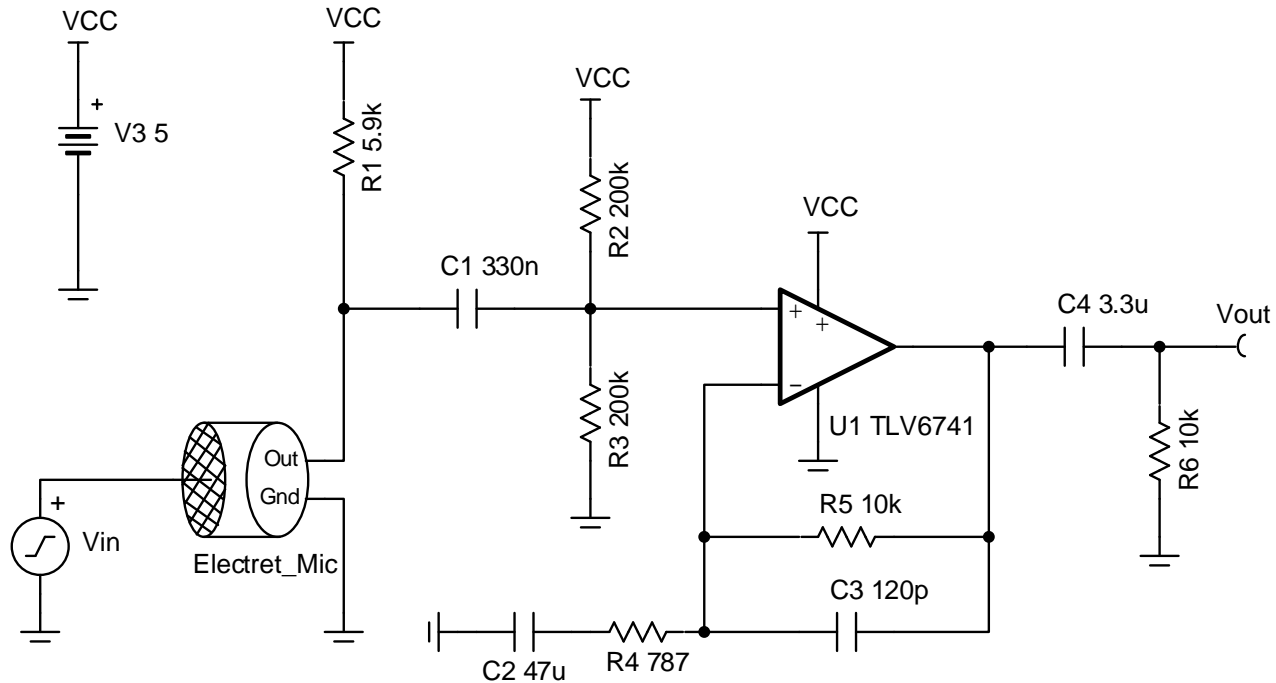 VCC
VCC
VCC
+
V3 5
R1 5.9k
R2 200k
VCC
C1 330n
C4 3.3u
Vout
+
+
−
U1 TLV6741
R3 200k
R6 10k
Out
Gnd
+
Vin
Electret_Mic
R5 10k
C3 120p
C2 47u
R4 787